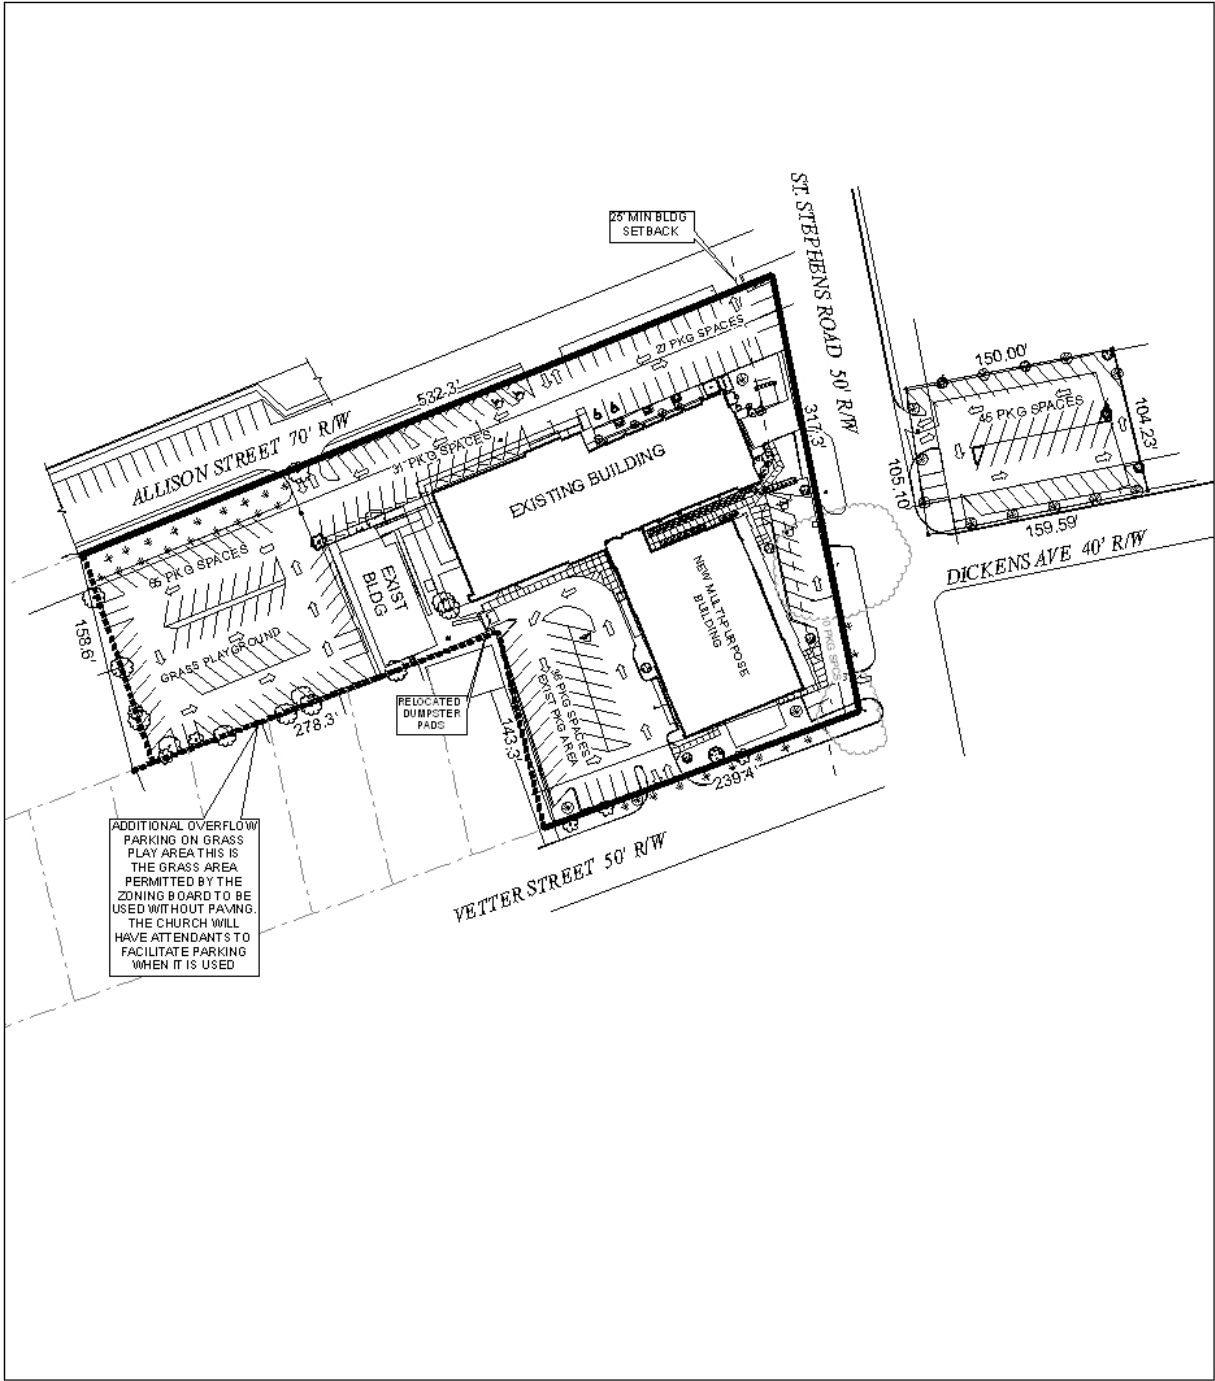 25' MIN BLDG
SETBACK
ST. STEPHENS ROAD 50' R/W
27 PKG SPACES
532.3'
150.00'
46 PKG SPACES
104.23'
105.10'
159.59'
DICKENS AVE 40' R/W
ALLISON STREET 70' R/W
31 PKG SPACES
317.3'
EXISTING BUILDING
65 PKG SPACES
EXIST
BLDG
NEW MULTI-PURPOSE
BUILDING
158.6'
GRASS PLAYGROUND
10 PKG SPCS
36 PKG SPACES
EXIST PKG AREA
RELOCATED
DUMPSTER
PADS
278.3'
143.3'
239.4'
VETTER STREET 50' R/W
ADDITIONAL OVERFLOW
PARKING ON GRASS
PLAY AREA THIS IS
THE GRASS AREA
PERMITTED BY THE
ZONING BOARD TO BE
USED WITHOUT PAVING.
THE CHURCH WILL
HAVE ATTENDANTS TO
FACILITATE PARKING
WHEN IT IS USED